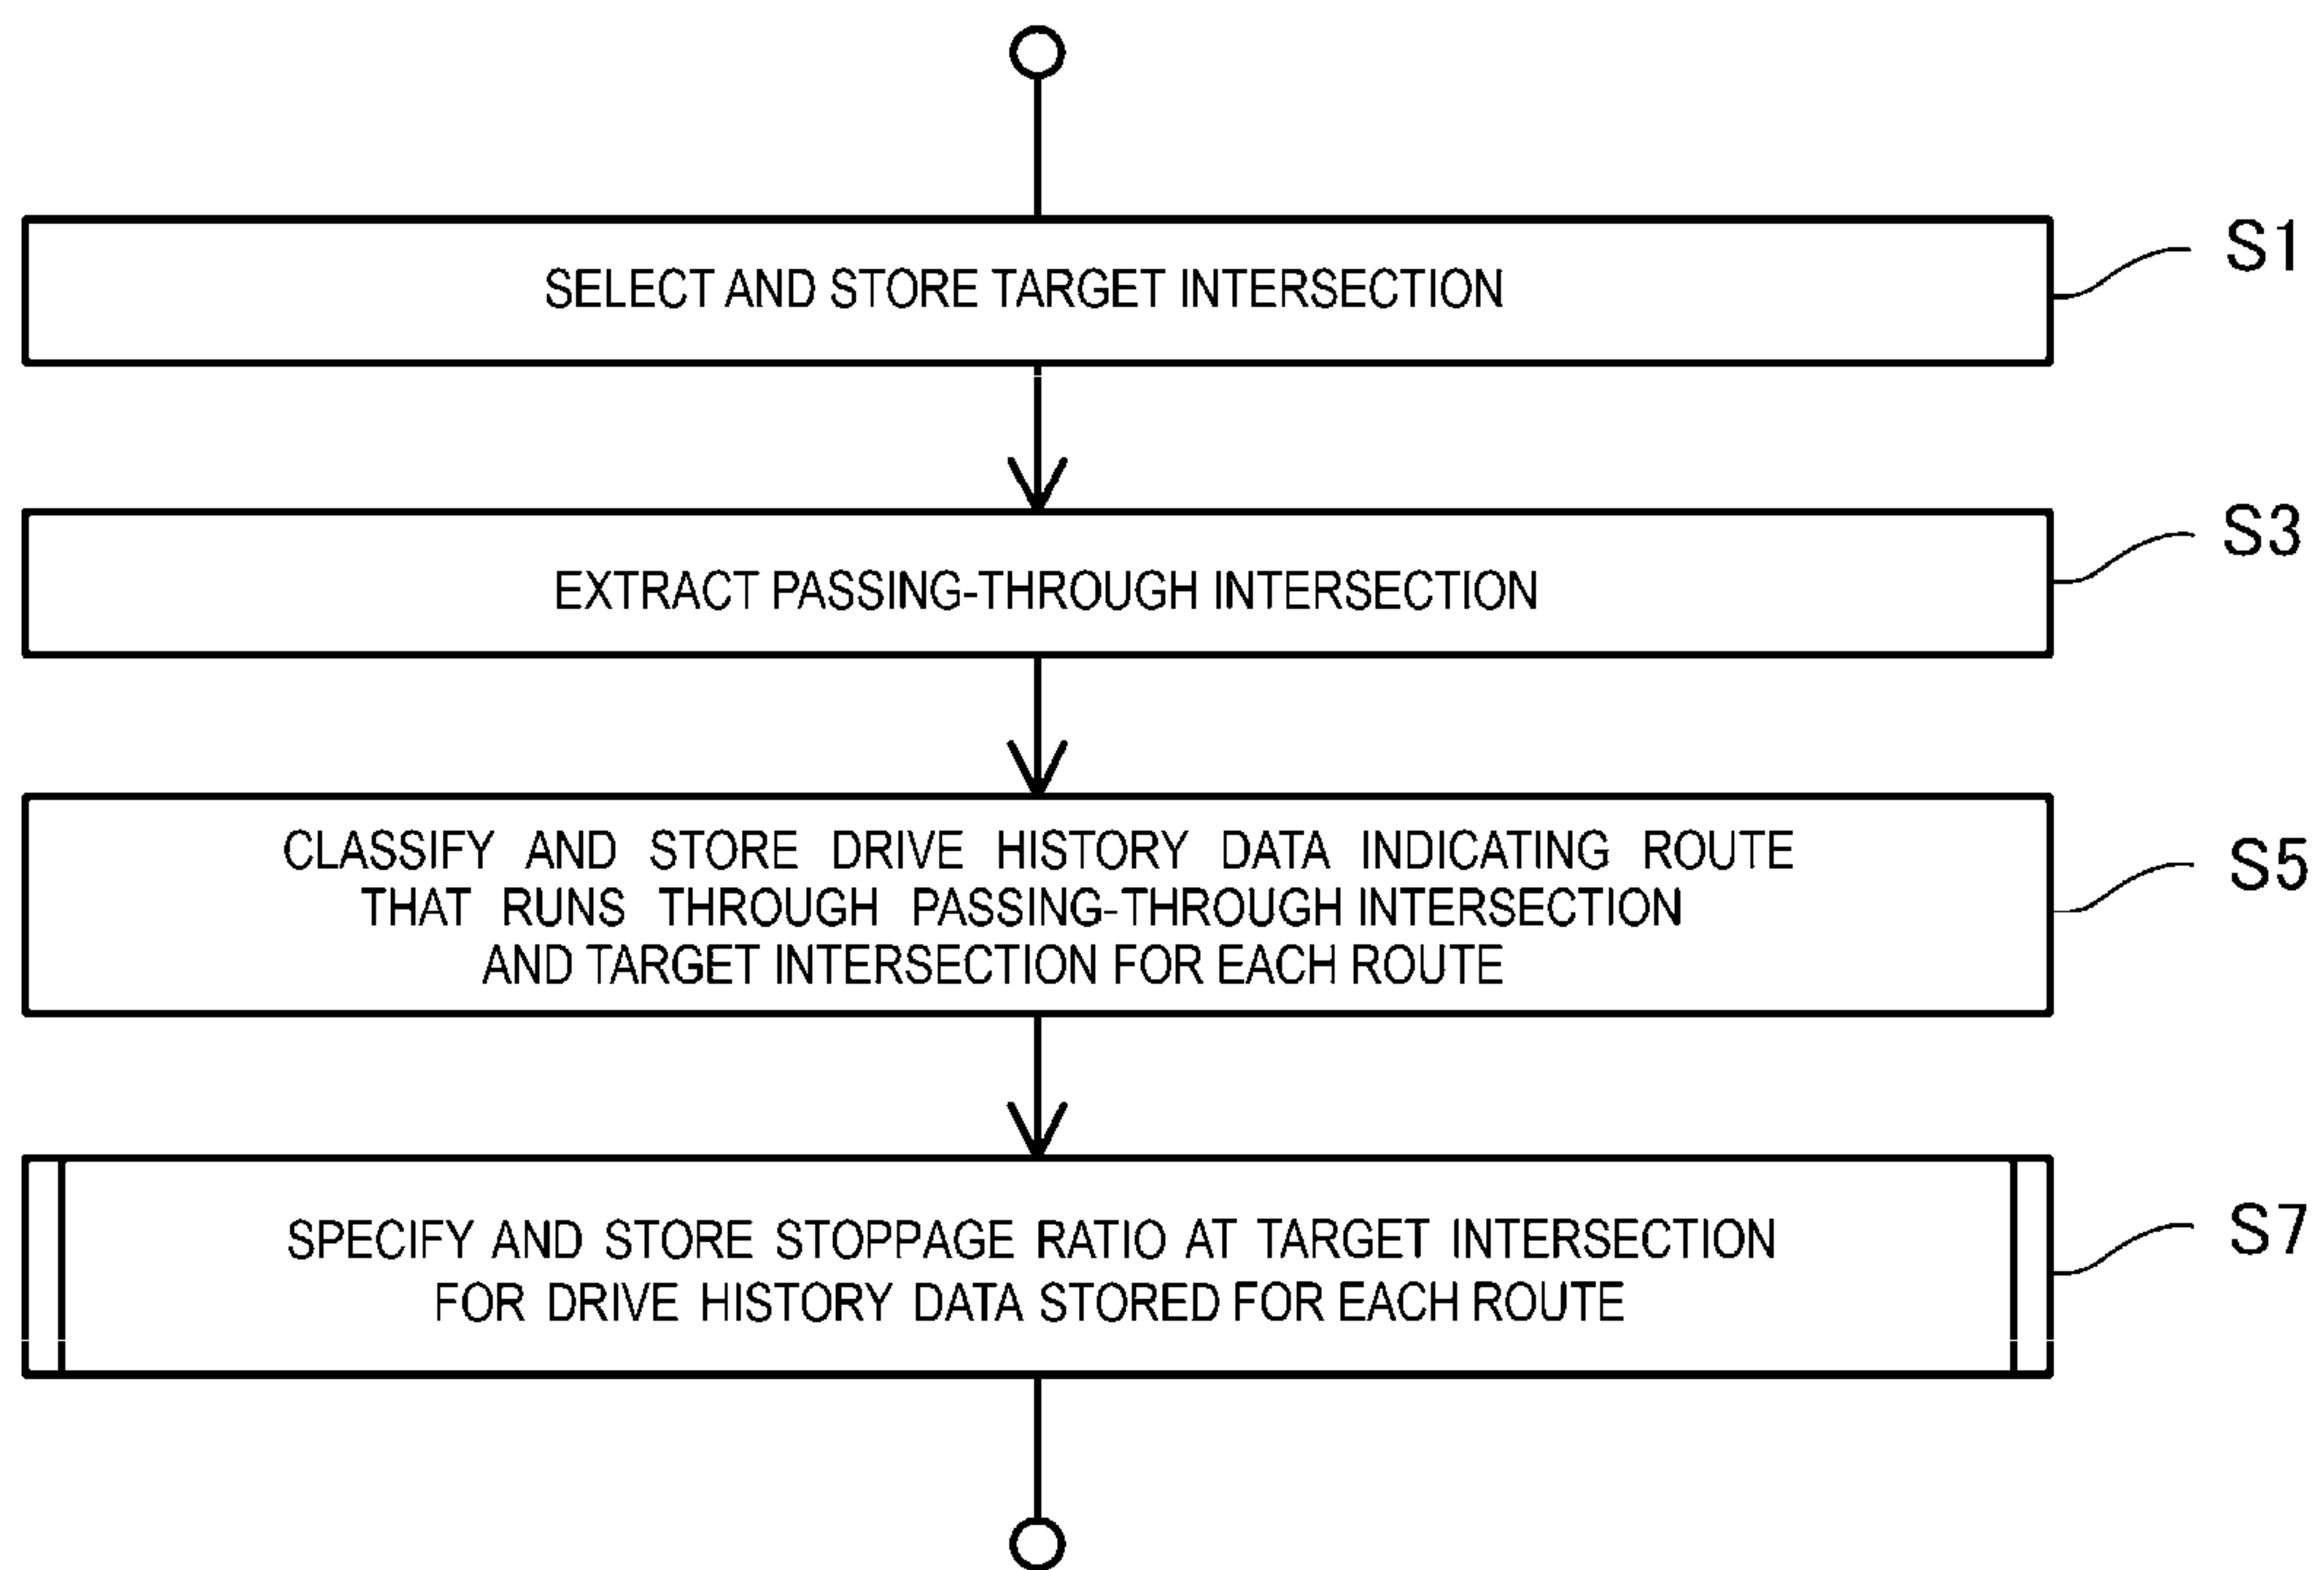 SELECT AND STORE TARGET INTERSECTION
S1
EXTRACT PASSING-THROUGH INTERSECTION
S3
CLASSIFY AND STORE DRIVE HISTORY DATA INDICATING ROUTE
THAT RUNS THROUGH PASSING-THROUGH INTERSECTION
AND TARGET INTERSECTION FOR EACH ROUTE
S5
SPECIFY AND STORE STOPPAGE RATIO AT TARGET INTERSECTION
FOR DRIVE HISTORY DATA STORED FOR EACH ROUTE
S7